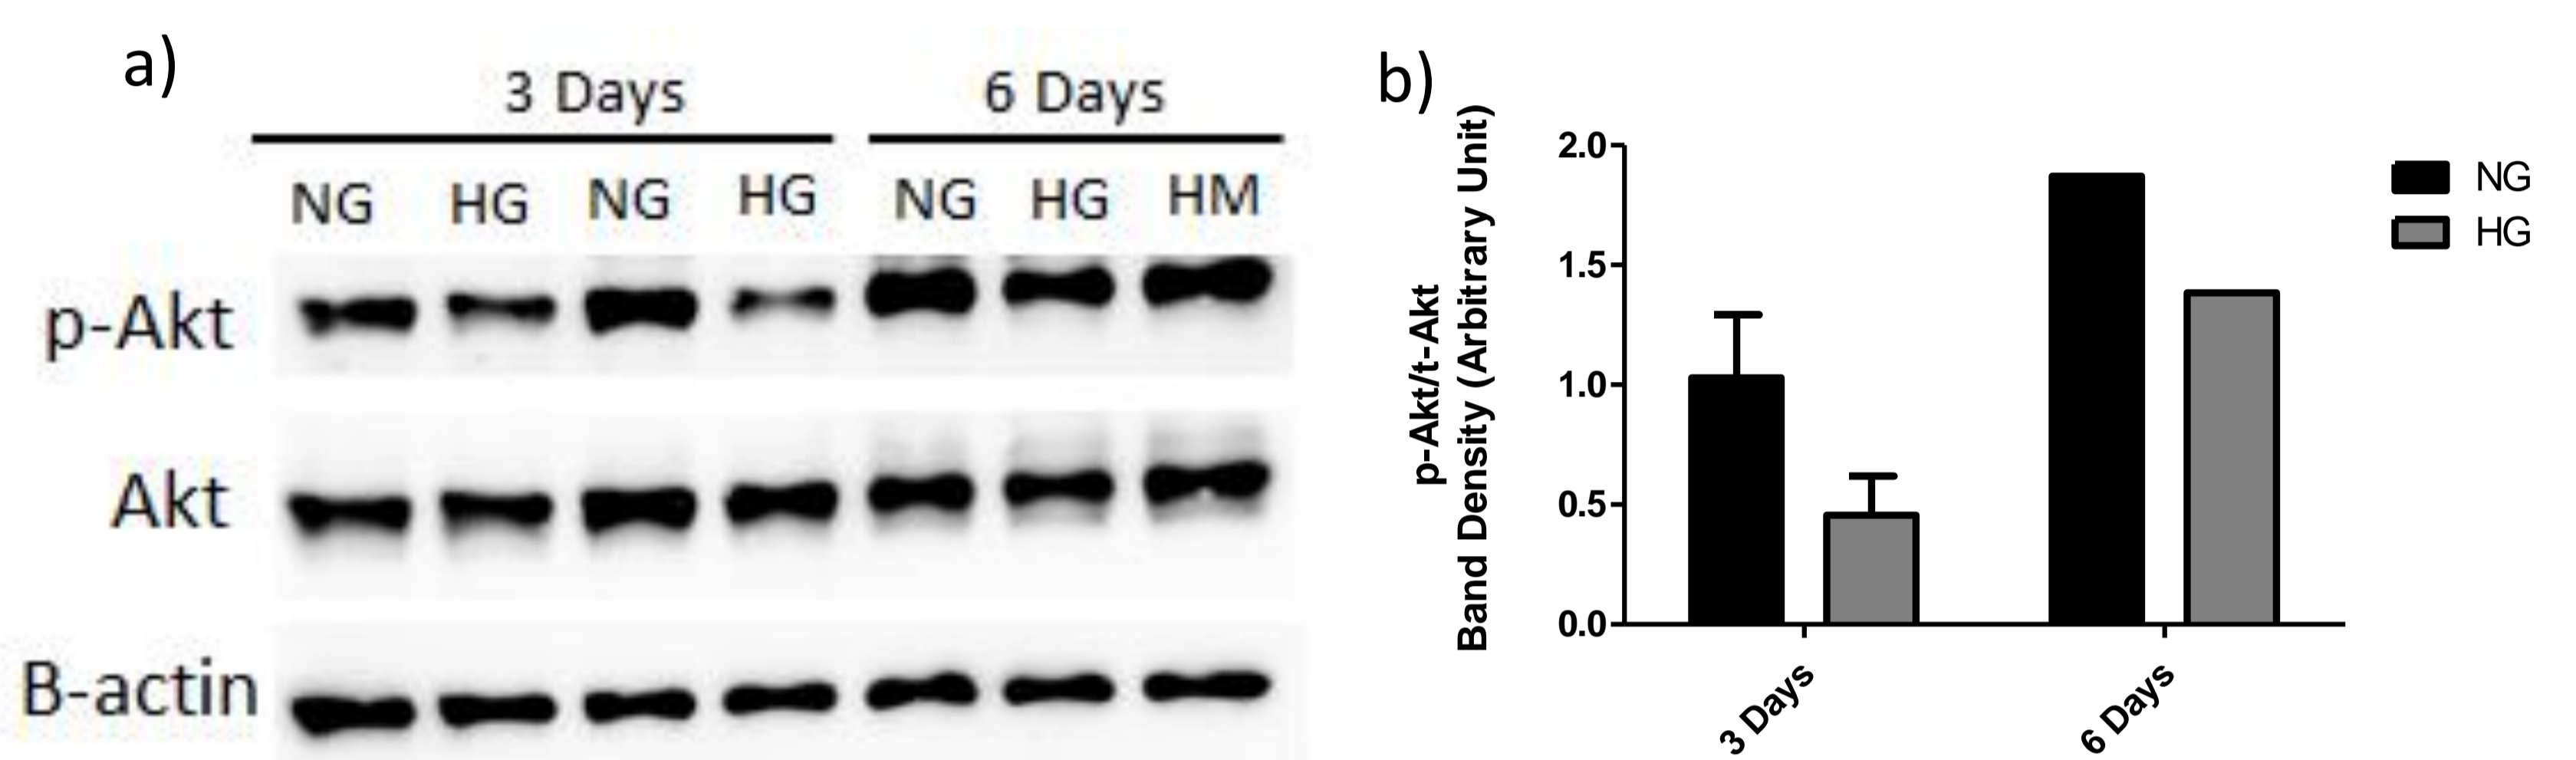 a)
3 Days
6 Days
NG HG NG HG NG HG HM
p-Akt
Akt
B-actin
b)
p-Akt/t-Akt
Band Density (Arbitrary Unit)
2.0
1.5
1.0
0.5
0.0
3 Days
6 Days
NG
HG